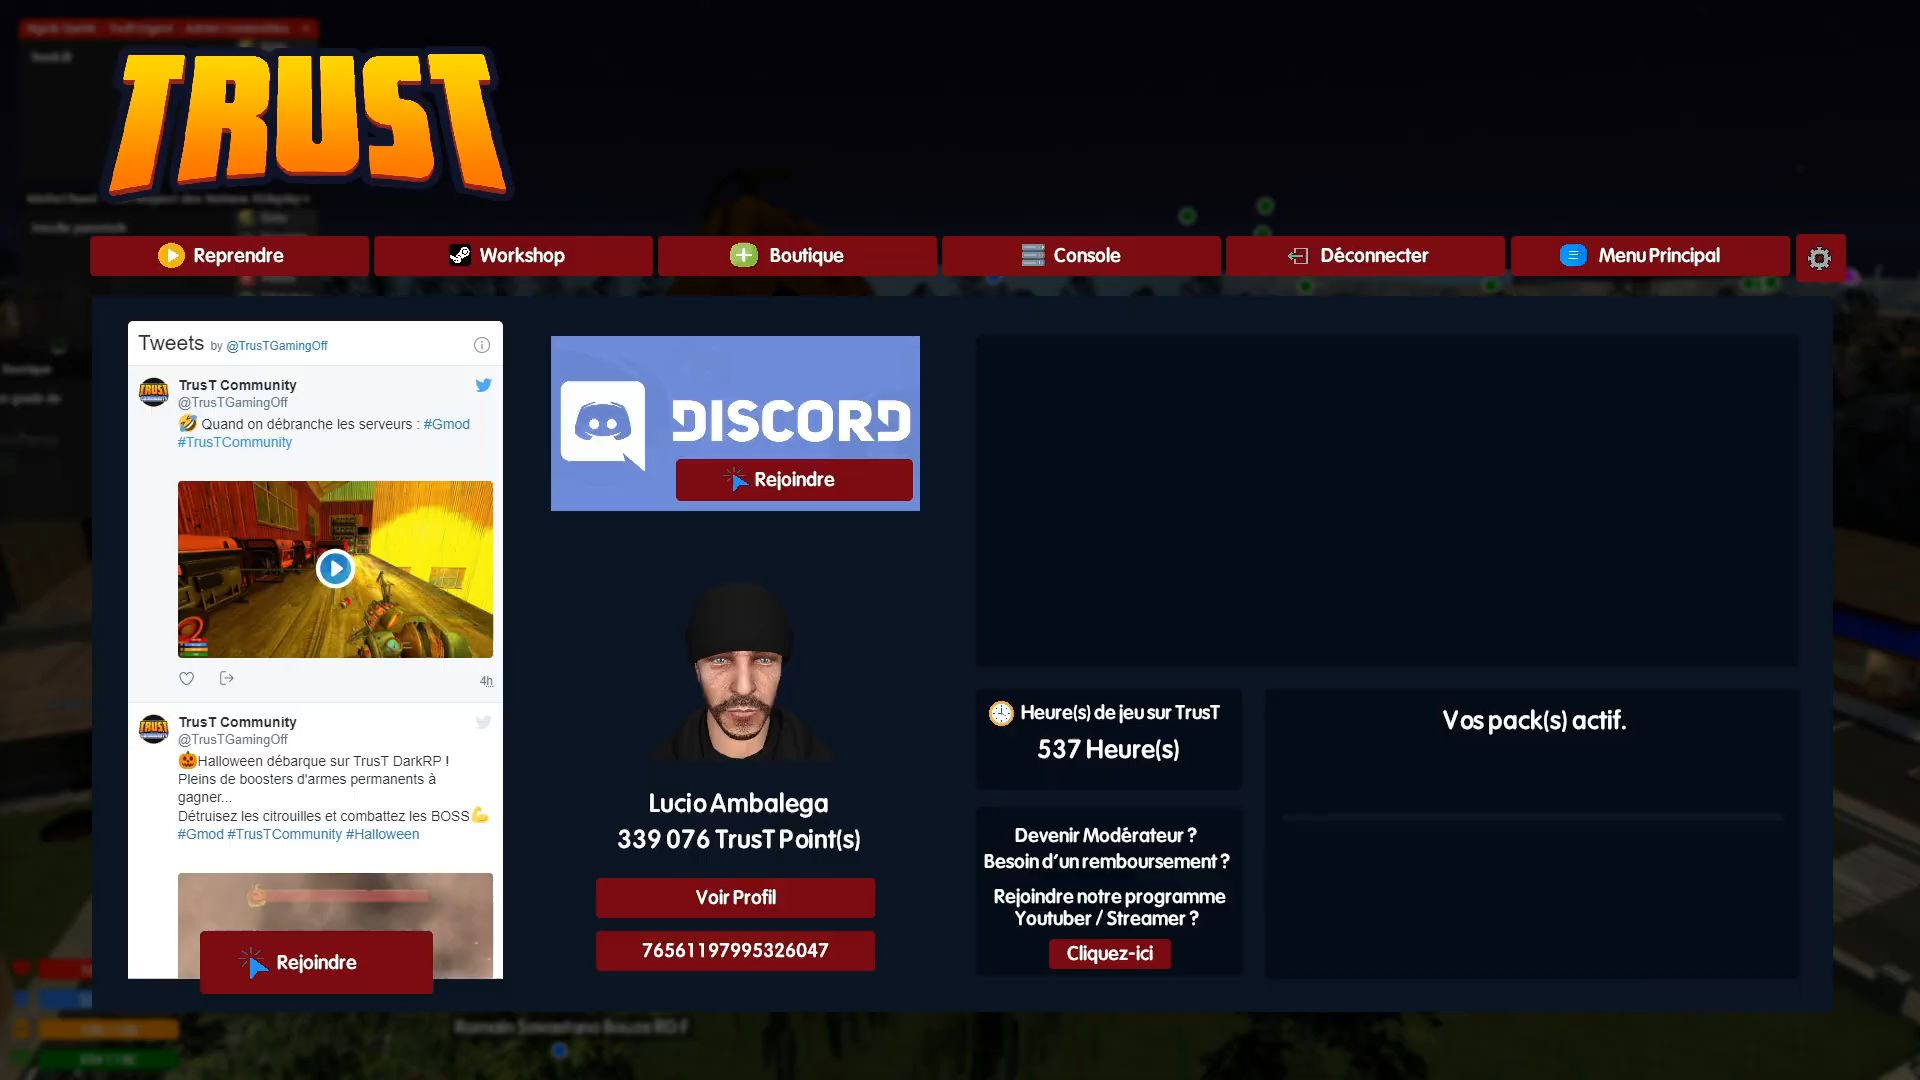 TRUST
Reprendre
Workshop
Boutique
Console
Déconnecter
Menu Principal
Tweets by @TrusTGamingOff
TrusT Community
@TrusTGamingOff
🤣 Quand on débranche les serveurs : #Gmod
#TrusTCommunity
4h
TrusT Community
@TrusTGamingOff
🎃Halloween débarque sur TrusT DarkRP !
Pleins de boosters d'armes permanents à
gagner...
Détruisez les citrouilles et combattez les BOSS💪
#Gmod #TrusTCommunity #Halloween
Rejoindre
DISCORD
Rejoindre
Lucio Ambalega
339 076 TrusT Point(s)
Voir Profil
76561197995326047
Heure(s) de jeu sur TrusT
537 Heure(s)
Devenir Modérateur ?
Besoin d'un remboursement ?
Rejoindre notre programme
Youtuber / Streamer ?
Cliquez-ici
Vos pack(s) actif.